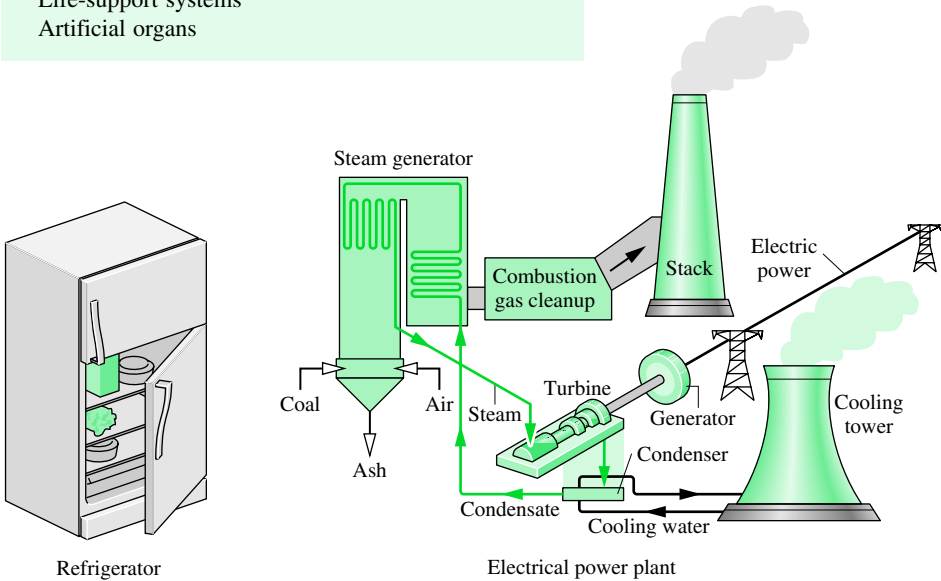 Life-support systems
Artificial organs
Steam generator
Stack
Electric
power
Combustion
gas cleanup
Coal
Air
Ash
Steam
Turbine
Generator
Cooling
tower
Condenser
Condensate
Cooling water
Refrigerator
Electrical power plant